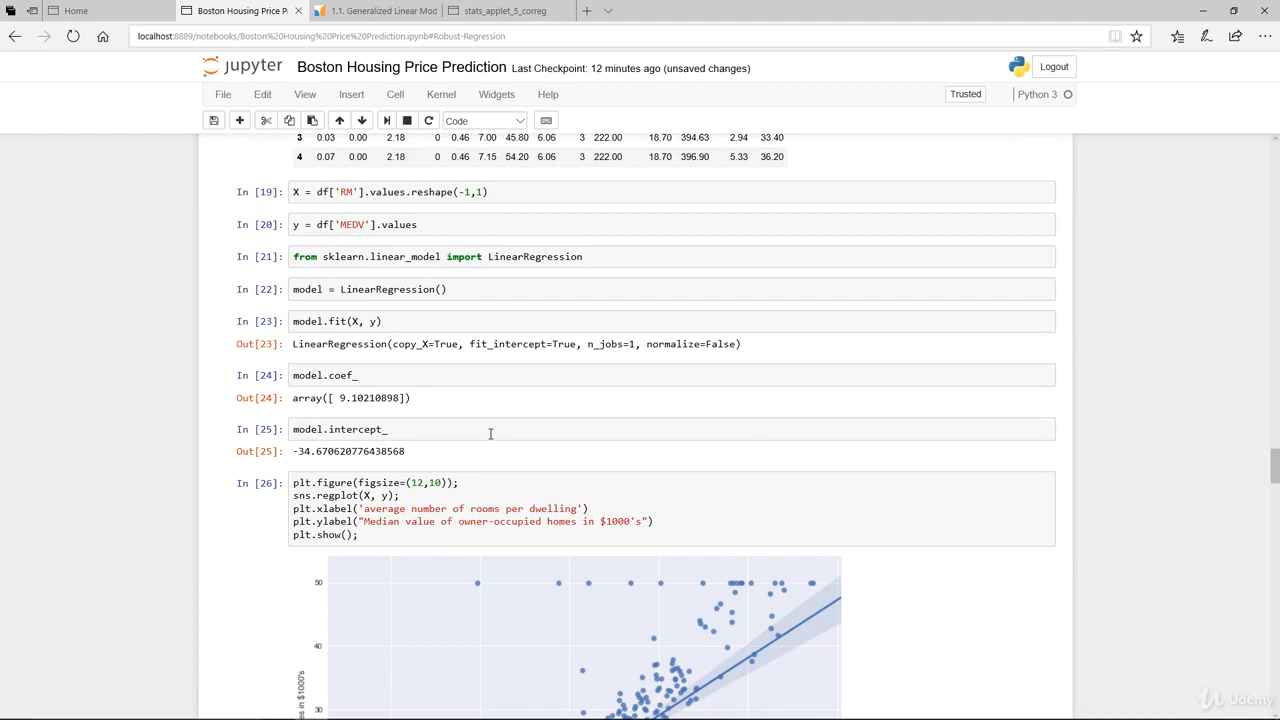 Home
Boston Housing Price P
1.1. Generalized Linear Mod
stats_applet_5_correg
localhost:8889/notebooks/Boston%20Housing%20Price%20Prediction.ipynb#Robust-Regression
jupyter Boston Housing Price Prediction Last Checkpoint: 12 minutes ago (unsaved changes) Logout
File Edit View Insert Cell Kernel Widgets Help Trusted Python 3
Code
3 0.03 0.00 2.18 0 0.46 7.00 45.80 6.06 3 222.00 18.70 394.63 2.94 33.40
4 0.07 0.00 2.18 0 0.46 7.15 54.20 6.06 3 222.00 18.70 396.90 5.33 36.20
In [19]: X = df['RM'].values.reshape(-1,1)
In [20]: y = df['MEDV'].values
In [21]: from sklearn.linear_model import LinearRegression
In [22]: model = LinearRegression()
In [23]: model.fit(X, y)
Out[23]: LinearRegression(copy_X=True, fit_intercept=True, n_jobs=1, normalize=False)
In [24]: model.coef_
Out[24]: array([ 9.10210898])
In [25]: model.intercept_
Out[25]: -34.670620776438568
In [26]: plt.figure(figsize=(12,10));
sns.regplot(X, y);
plt.xlabel('average number of rooms per dwelling')
plt.ylabel("Median value of owner-occupied homes in $1000's")
plt.show();
50
40
30
es in $1000's
Udemy